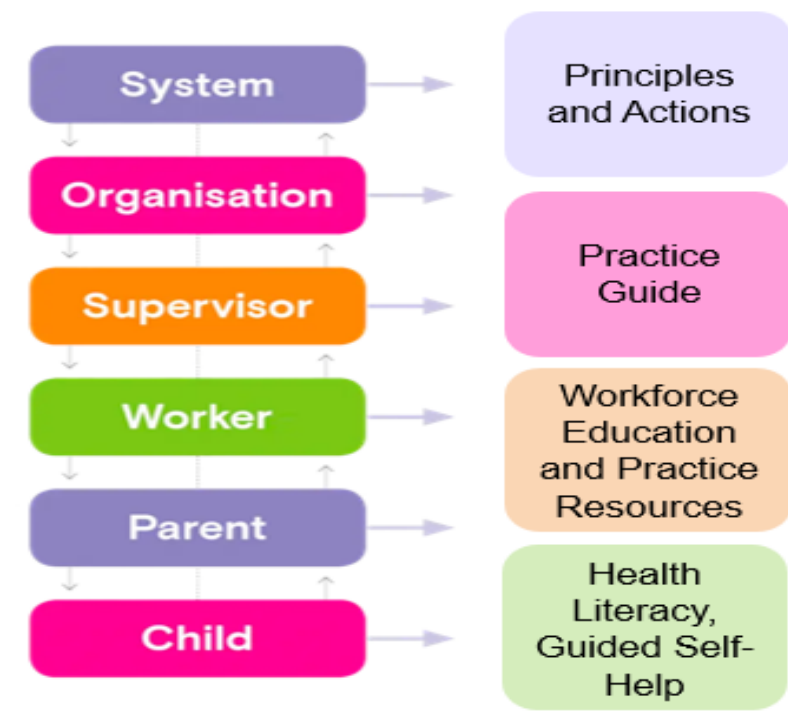 System
Organisation
Supervisor
Worker
Parent
Child
Principles
and Actions
Practice
Guide
Workforce
Education
and Practice
Resources
Health
Literacy,
Guided Self-
Help